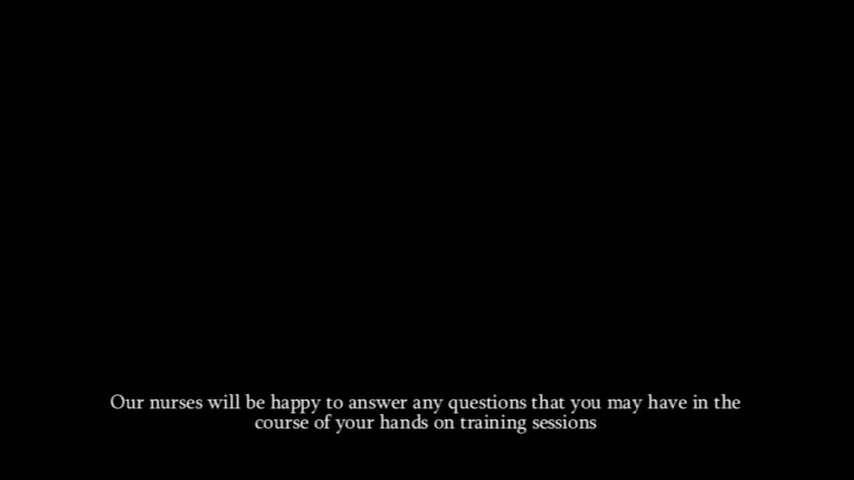 Our nurses will be happy to answer any questions that you may have in the
course of your hands on training sessions